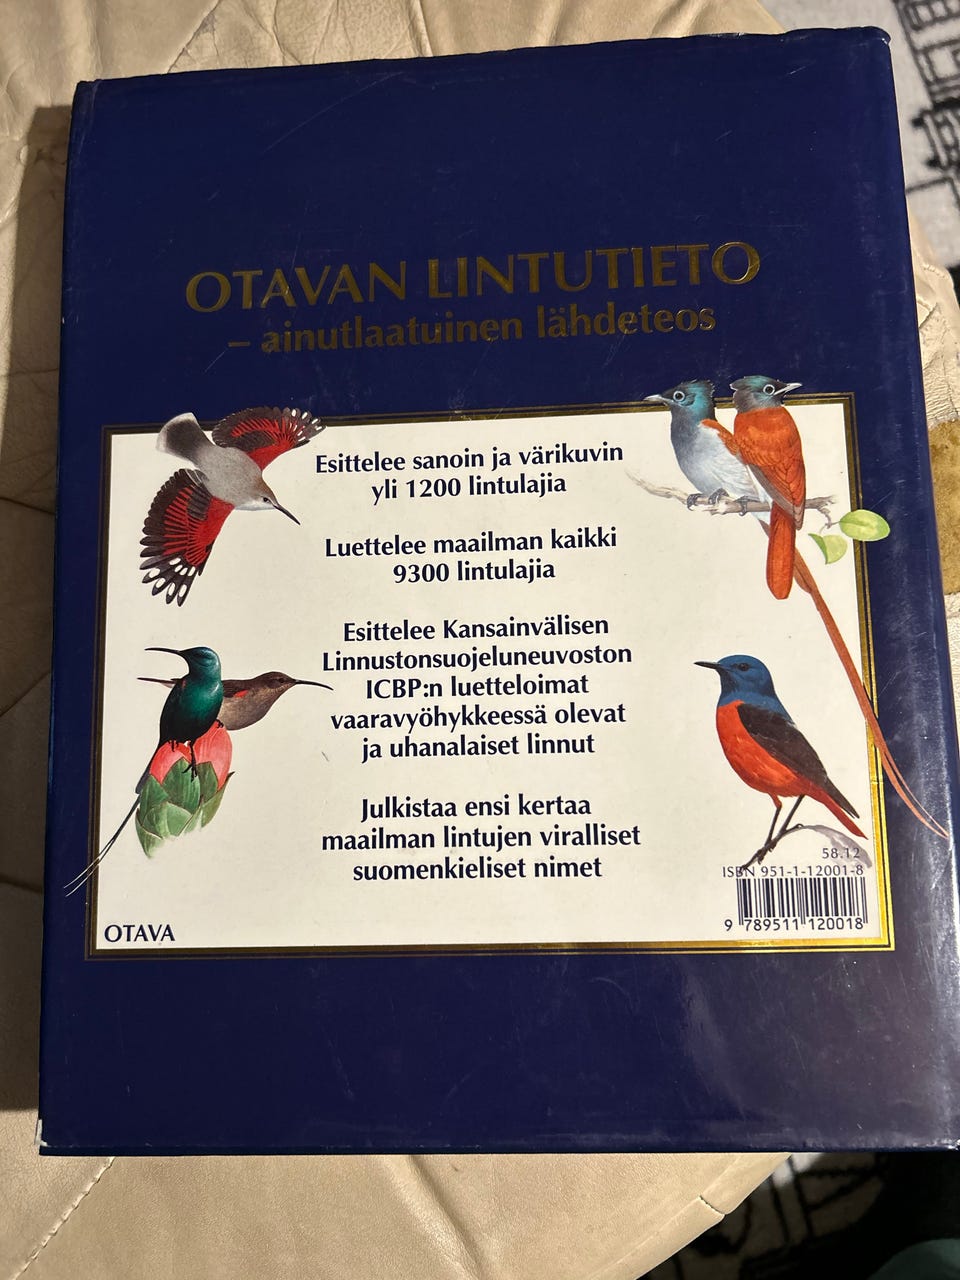 OTAVAN LINTUTIETO
– ainutlaatuinen lähdeteos
Esittelee sanoin ja värikuvin
yli 1200 lintulajia
Luettelee maailman kaikki
9300 lintulajia
Esittelee Kansainvälisen
Linnustonsuojeluneuvoston
ICBP:n luetteloimat
vaaravyöhykkeessä olevat
ja uhanalaiset linnut
Julkistaa ensi kertaa
maailman lintujen viralliset
suomenkieliset nimet
58.12
ISBN 951-1-12001-8
9 789511 120018
OTAVA